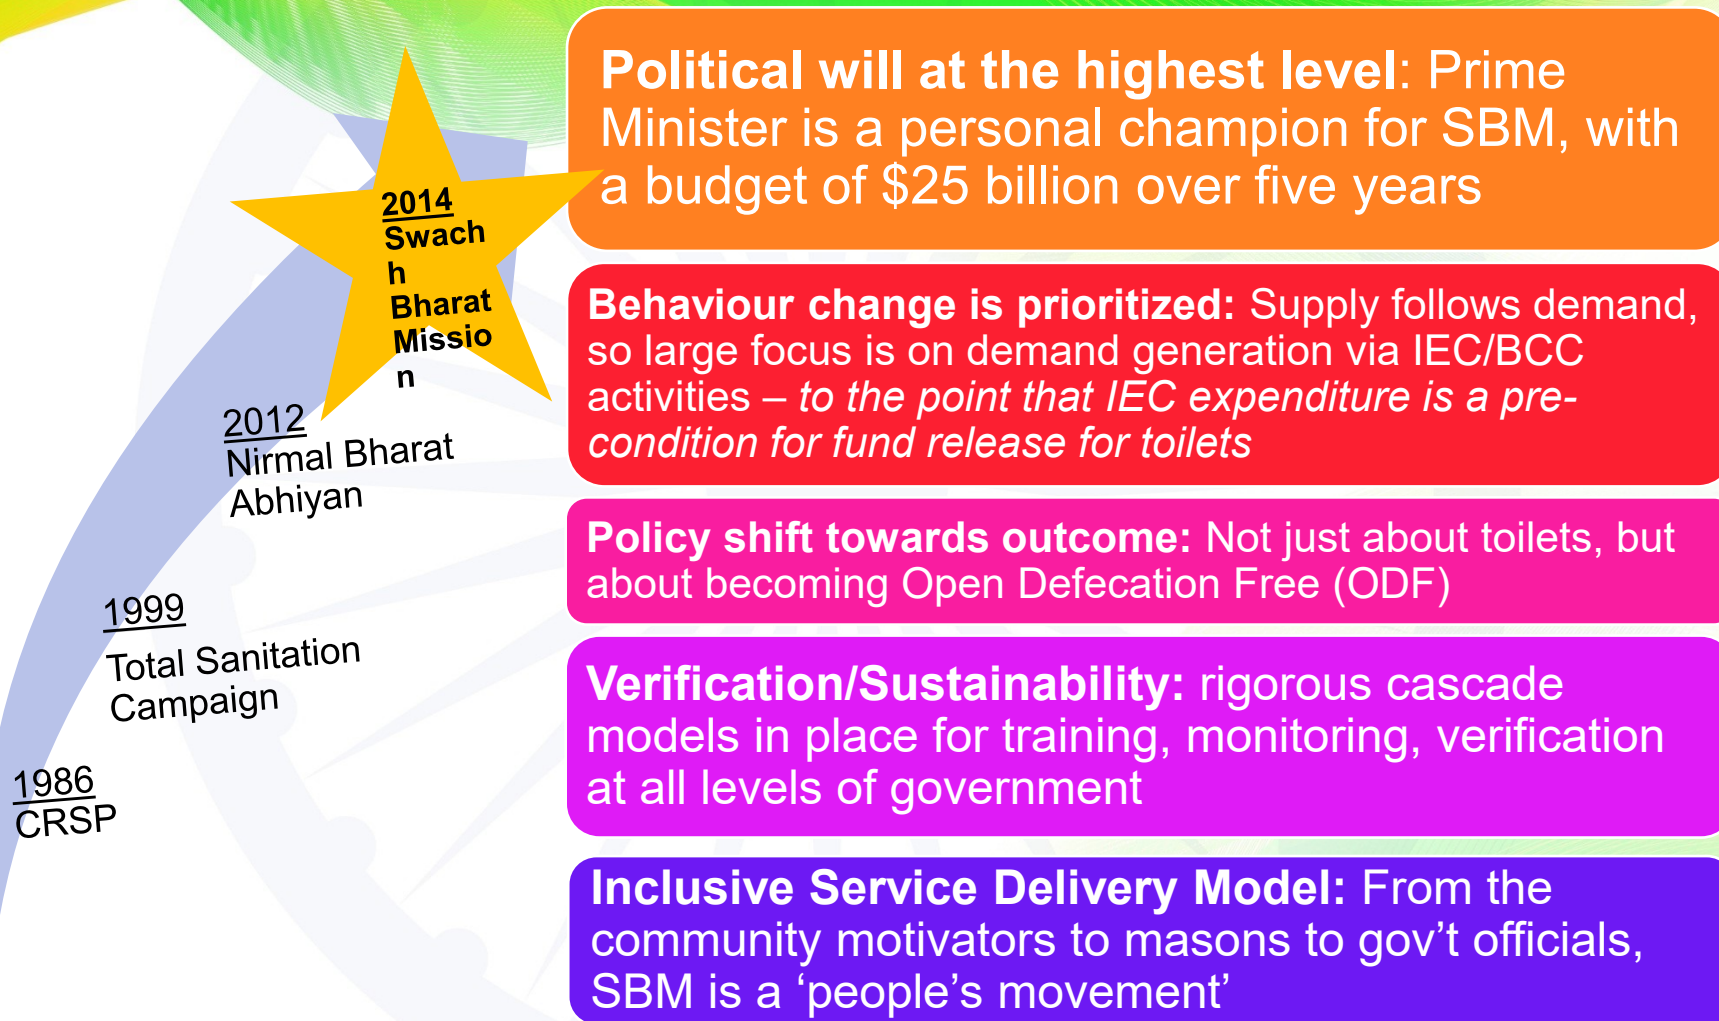 2014
Swach
h
Bharat
Missio
n
2012
Nirmal Bharat
Abhiyan
1999
Total Sanitation
Campaign
1986
CRSP
Political will at the highest level: Prime
Minister is a personal champion for SBM, with
a budget of $25 billion over five years
Behaviour change is prioritized: Supply follows demand,
so large focus is on demand generation via IEC/BCC
activities – to the point that IEC expenditure is a pre-
condition for fund release for toilets
Policy shift towards outcome: Not just about toilets, but
about becoming Open Defecation Free (ODF)
Verification/Sustainability: rigorous cascade
models in place for training, monitoring, verification
at all levels of government
Inclusive Service Delivery Model: From the
community motivators to masons to gov’t officials,
SBM is a ‘people’s movement’